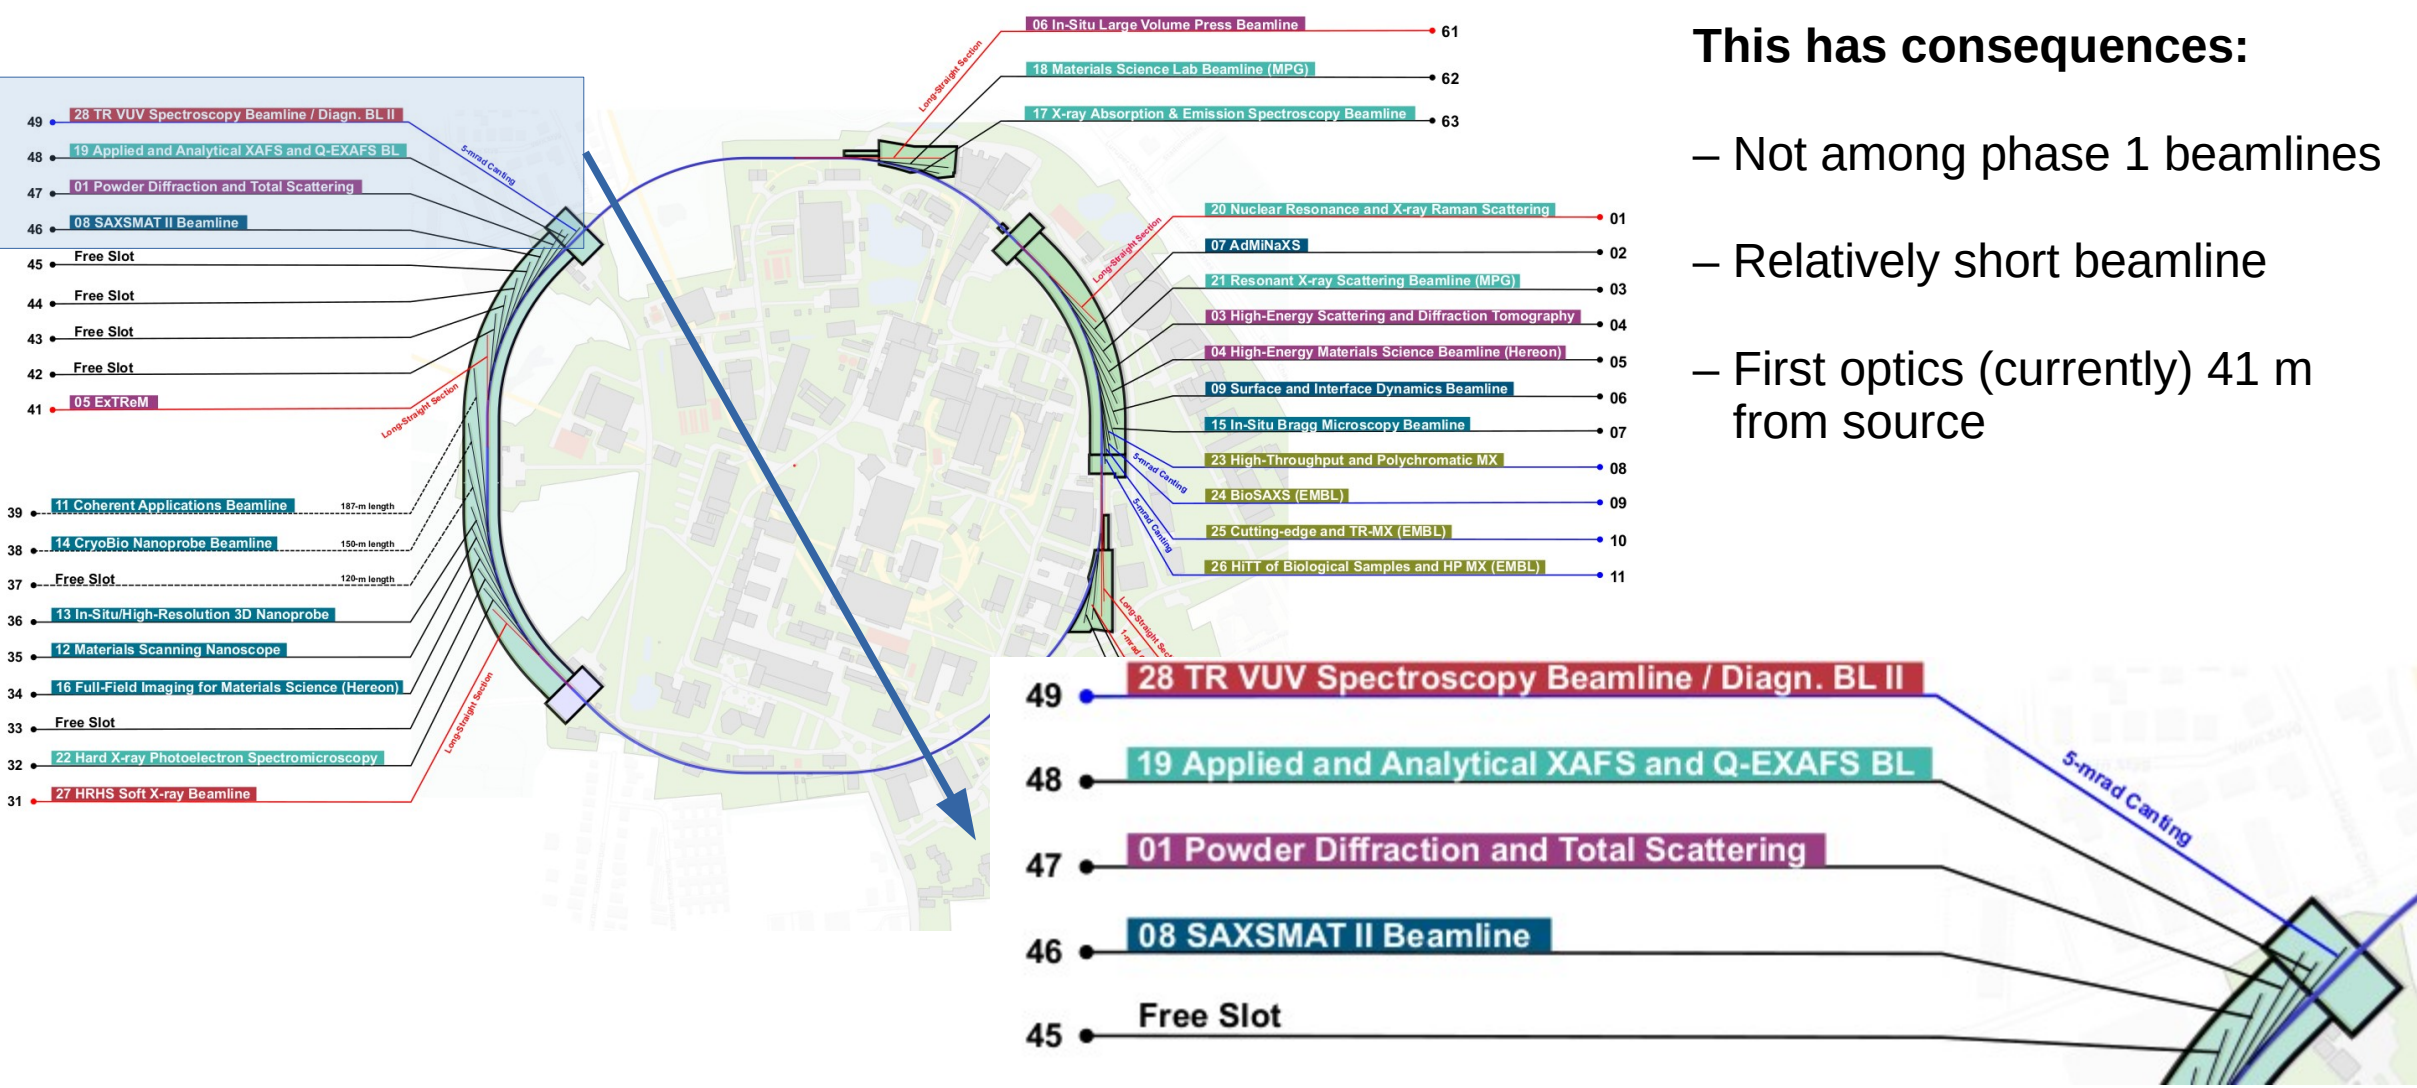 06 In-Situ Large Volume Press Beamline
61
18 Materials Science Lab Beamline (MPG)
62
17 X-ray Absorption & Emission Spectroscopy Beamline
63
Long-Straight Section
This has consequences:
– Not among phase 1 beamlines
– Relatively short beamline
– First optics (currently) 41 m
from source
49
28 TR VUV Spectroscopy Beamline / Diagn. BL II
48
19 Applied and Analytical XAFS and Q-EXAFS BL
47
01 Powder Diffraction and Total Scattering
46
08 SAXSMAT II Beamline
45
Free Slot
44
Free Slot
43
Free Slot
42
Free Slot
41
05 ExTReM
5-mrad Canting
Long-Straight Section
39
11 Coherent Applications Beamline
187-m length
38
14 CryoBio Nanoprobe Beamline
150-m length
37
Free Slot
120-m length
36
13 In-Situ/High-Resolution 3D Nanoprobe
35
12 Materials Scanning Nanoscope
34
16 Full-Field Imaging for Materials Science (Hereon)
33
Free Slot
32
22 Hard X-ray Photoelectron Spectromicroscopy
31
27 HRHS Soft X-ray Beamline
Long-Straight Section
20 Nuclear Resonance and X-ray Raman Scattering
01
07 AdMiNaXS
02
21 Resonant X-ray Scattering Beamline (MPG)
03
03 High-Energy Scattering and Diffraction Tomography
04
04 High-Energy Materials Science Beamline (Hereon)
05
09 Surface and Interface Dynamics Beamline
06
15 In-Situ Bragg Microscopy Beamline
07
23 High-Throughput and Polychromatic MX
08
24 BioSAXS (EMBL)
09
25 Cutting-edge and TR-MX (EMBL)
10
26 HiTT of Biological Samples and HP MX (EMBL)
11
Long-Straight Section
5-mrad Canting
5-mrad Canting
Long-Straight
1-mrad
49
28 TR VUV Spectroscopy Beamline / Diagn. BL II
48
19 Applied and Analytical XAFS and Q-EXAFS BL
47
01 Powder Diffraction and Total Scattering
46
08 SAXSMAT II Beamline
45
Free Slot
5-mrad Canting